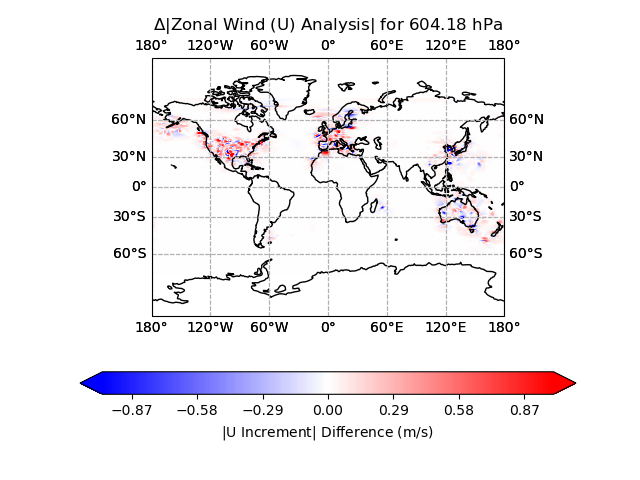 Δ|Zonal Wind (U) Analysis| for 604.18 hPa
180° 120°W 60°W 0° 60°E 120°E 180°
60°N 60°N
30°N 30°N
0° 0°
30°S 30°S
60°S 60°S
180° 120°W 60°W 0° 60°E 120°E 180°
−0.87 −0.58 −0.29 0.00 0.29 0.58 0.87
|U Increment| Difference (m/s)